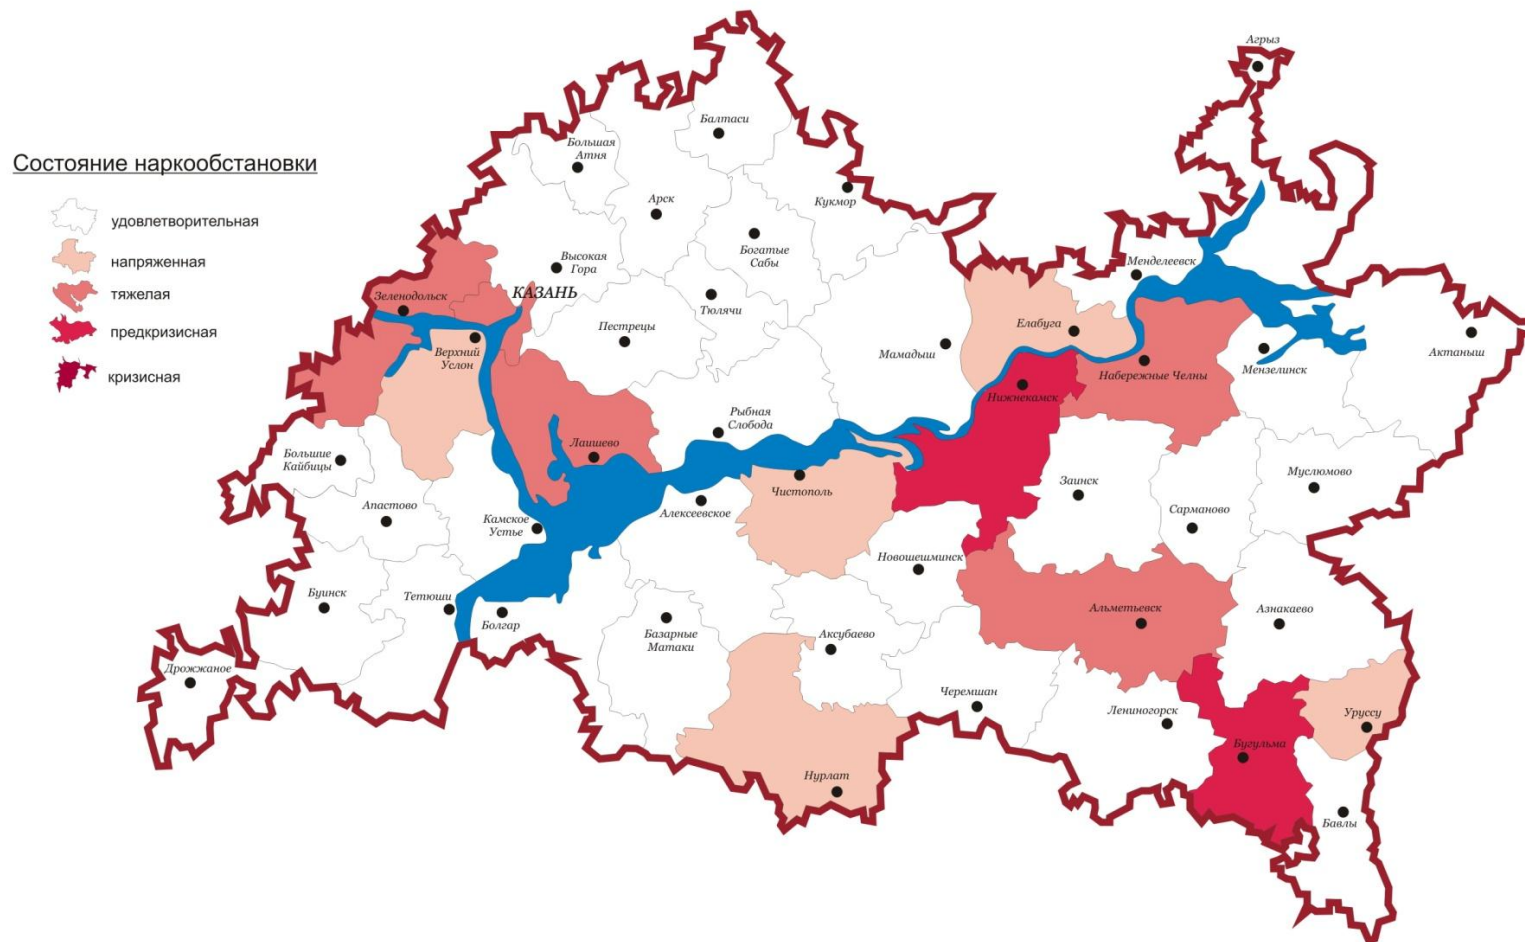 Состояние наркообстановки
удовлетворительная
напряженная
тяжелая
предкризисная
кризисная
Агрыз
Балтаси
Большая
Атня
Кукмор
Арск
Богатые
Сабы
Высокая
Гора
Менделеевск
КАЗАНЬ
Зеленодольск
Тюлячи
Пестрецы
Елабуга
Мамадыш
Актаныш
Верхний
Услон
Набережные Челны
Мензелинск
Нижнекамск
Рыбная
Слобода
Лаишево
Большие
Кайбицы
Муслюмово
Чистополь
Заинск
Апастово
Камское
Устье
Алексеевское
Сарманово
Новошешминск
Буинск
Тетюши
Болгар
Альметьевск
Азнакаево
Базарные
Матаки
Аксубаево
Дрожжаное
Черемшан
Лениногорск
Уруссу
Бугульма
Нурлат
Бавлы